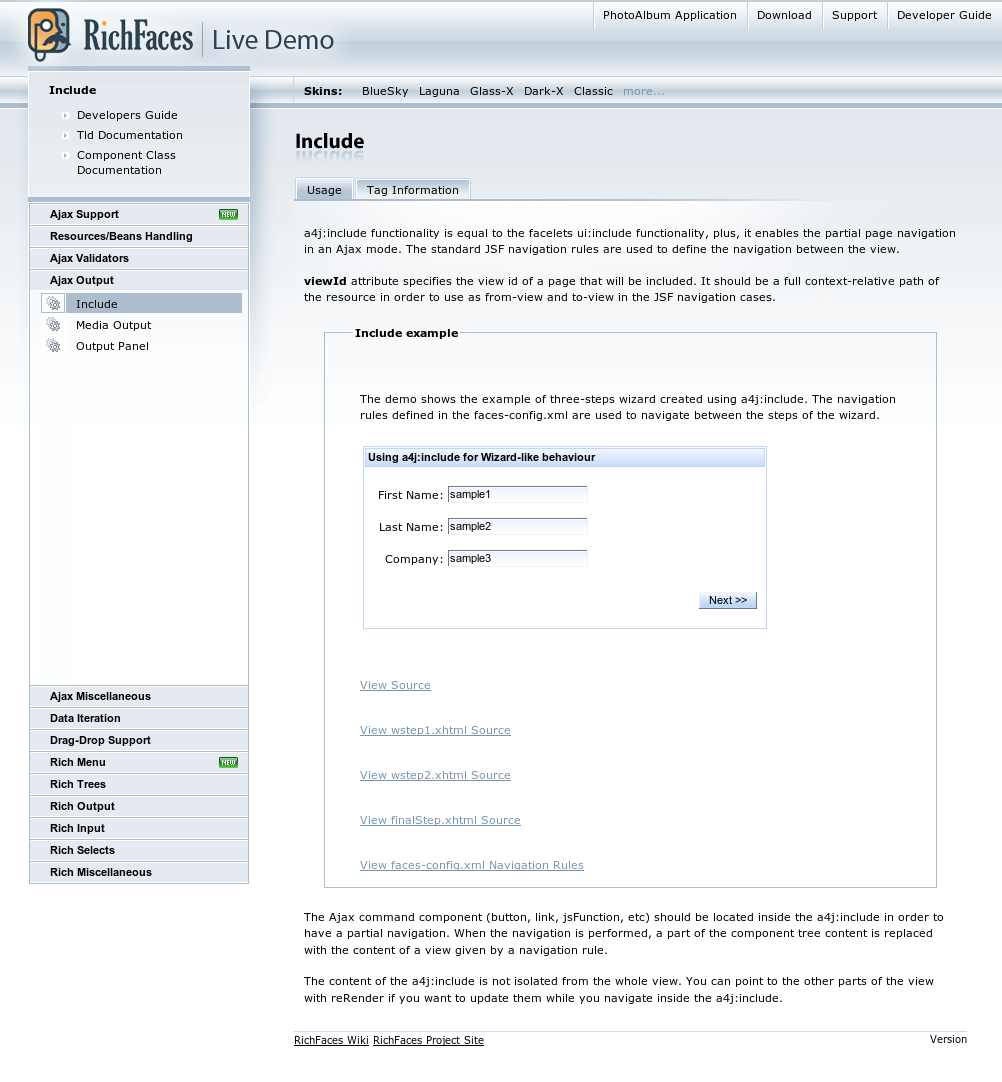 RichFaces Live Demo
PhotoAlbum Application Download Support Developer Guide
Skins: BlueSky Laguna Glass-X Dark-X Classic more...
Include
Developers Guide
Tld Documentation
Component Class
Documentation
Ajax Support NEW
Resources/Beans Handling
Ajax Validators
Ajax Output
Include
Media Output
Output Panel
Ajax Miscellaneous
Data Iteration
Drag-Drop Support
Rich Menu NEW
Rich Trees
Rich Output
Rich Input
Rich Selects
Rich Miscellaneous
Include
Usage Tag Information
a4j:include functionality is equal to the facelets ui:include functionality, plus, it enables the partial page navigation
in an Ajax mode. The standard JSF navigation rules are used to define the navigation between the view.
viewId attribute specifies the view id of a page that will be included. It should be a full context-relative path of
the resource in order to use as from-view and to-view in the JSF navigation cases.
Include example
The demo shows the example of three-steps wizard created using a4j:include. The navigation
rules defined in the faces-config.xml are used to navigate between the steps of the wizard.
Using a4j:include for Wizard-like behaviour
First Name: sample1
Last Name: sample2
Company: sample3
Next >>
View Source
View wstep1.xhtml Source
View wstep2.xhtml Source
View finalStep.xhtml Source
View faces-config.xml Navigation Rules
The Ajax command component (button, link, jsFunction, etc) should be located inside the a4j:include in order to
have a partial navigation. When the navigation is performed, a part of the component tree content is replaced
with the content of a view given by a navigation rule.
The content of the a4j:include is not isolated from the whole view. You can point to the other parts of the view
with reRender if you want to update them while you navigate inside the a4j:include.
RichFaces Wiki RichFaces Project Site Version